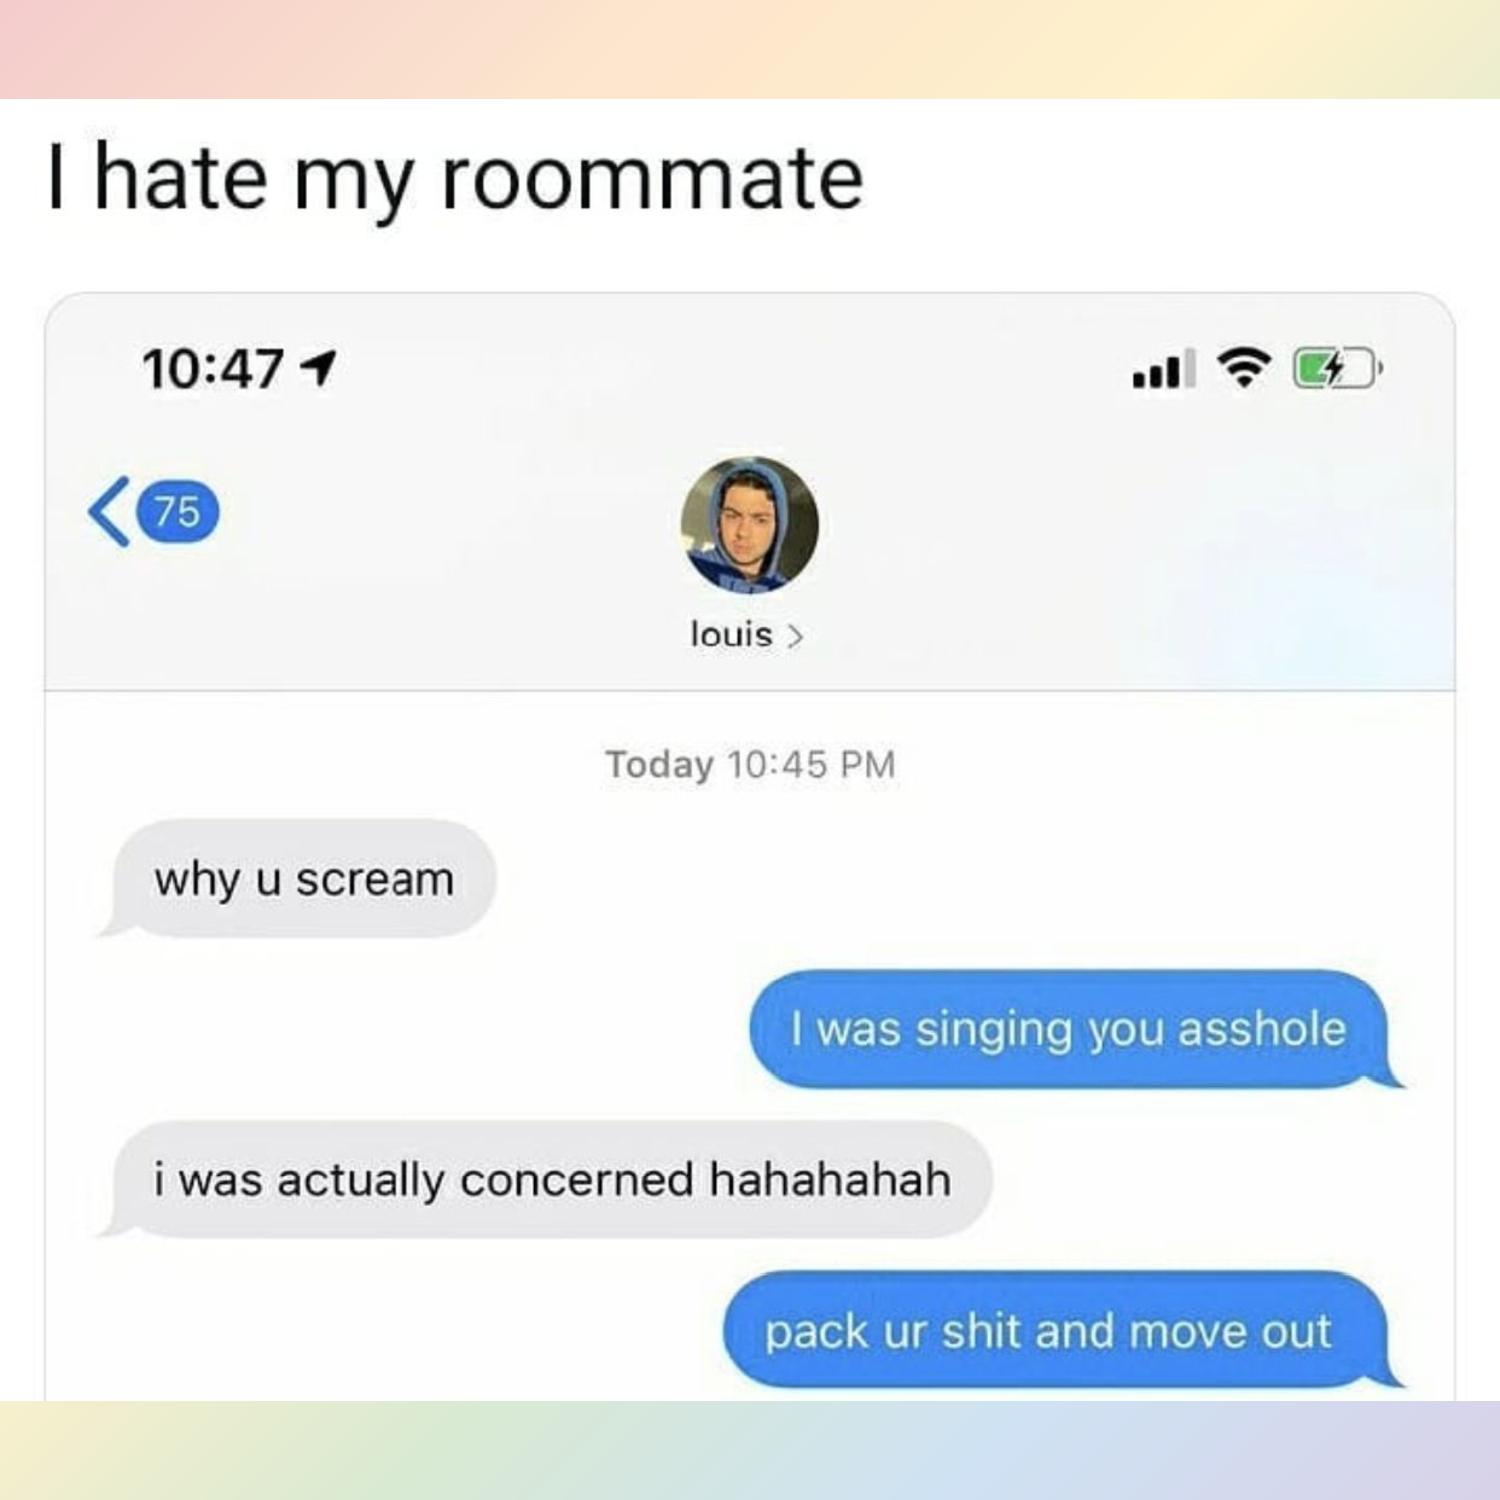 I hate my roommate
10:47
75
louis >
Today 10:45 PM
why u scream
I was singing you asshole
i was actually concerned hahahahah
pack ur shit and move out